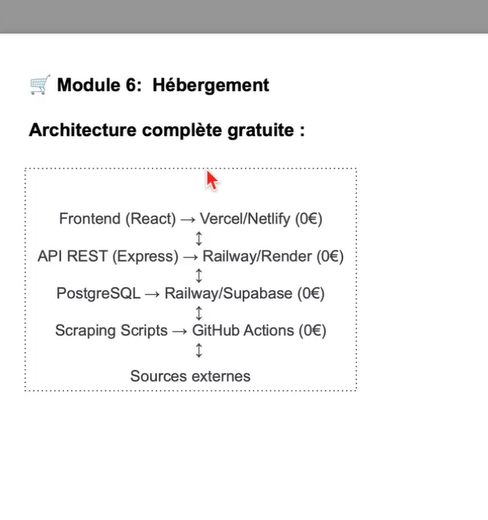 🛒 Module 6: Hébergement
Architecture complète gratuite :
Frontend (React) → Vercel/Netlify (0€)
↕
API REST (Express) → Railway/Render (0€)
↕
PostgreSQL → Railway/Supabase (0€)
↕
Scraping Scripts → GitHub Actions (0€)
↕
Sources externes